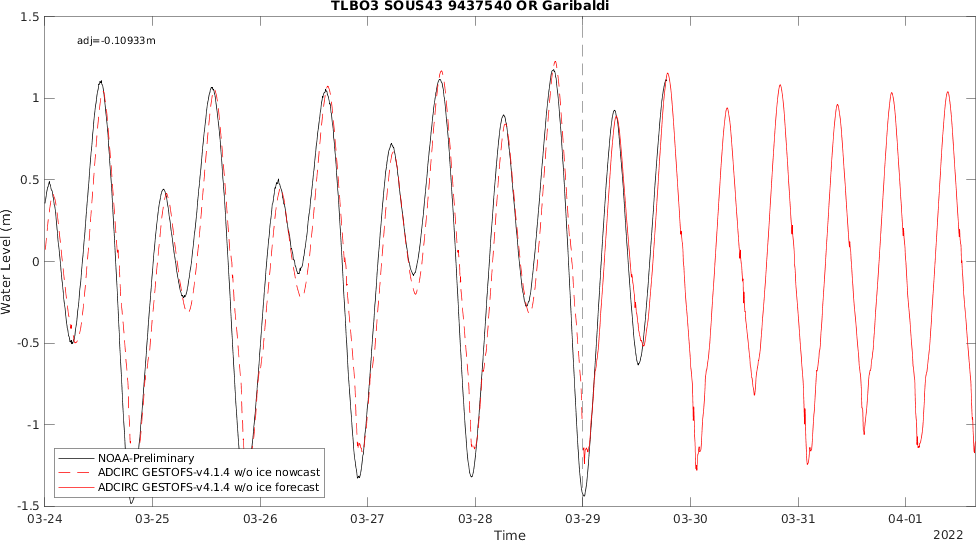 TLBO3 SOUS43 9437540 OR Garibaldi
adj=-0.10933m
1.5
1
0.5
0
-0.5
-1
-1.5
Water Level (m)
NOAA-Preliminary
ADCIRC GESTOFS-v4.1.4 w/o ice nowcast
ADCIRC GESTOFS-v4.1.4 w/o ice forecast
03-24 03-25 03-26 03-27 03-28 03-29 03-30 03-31 04-01
Time
2022